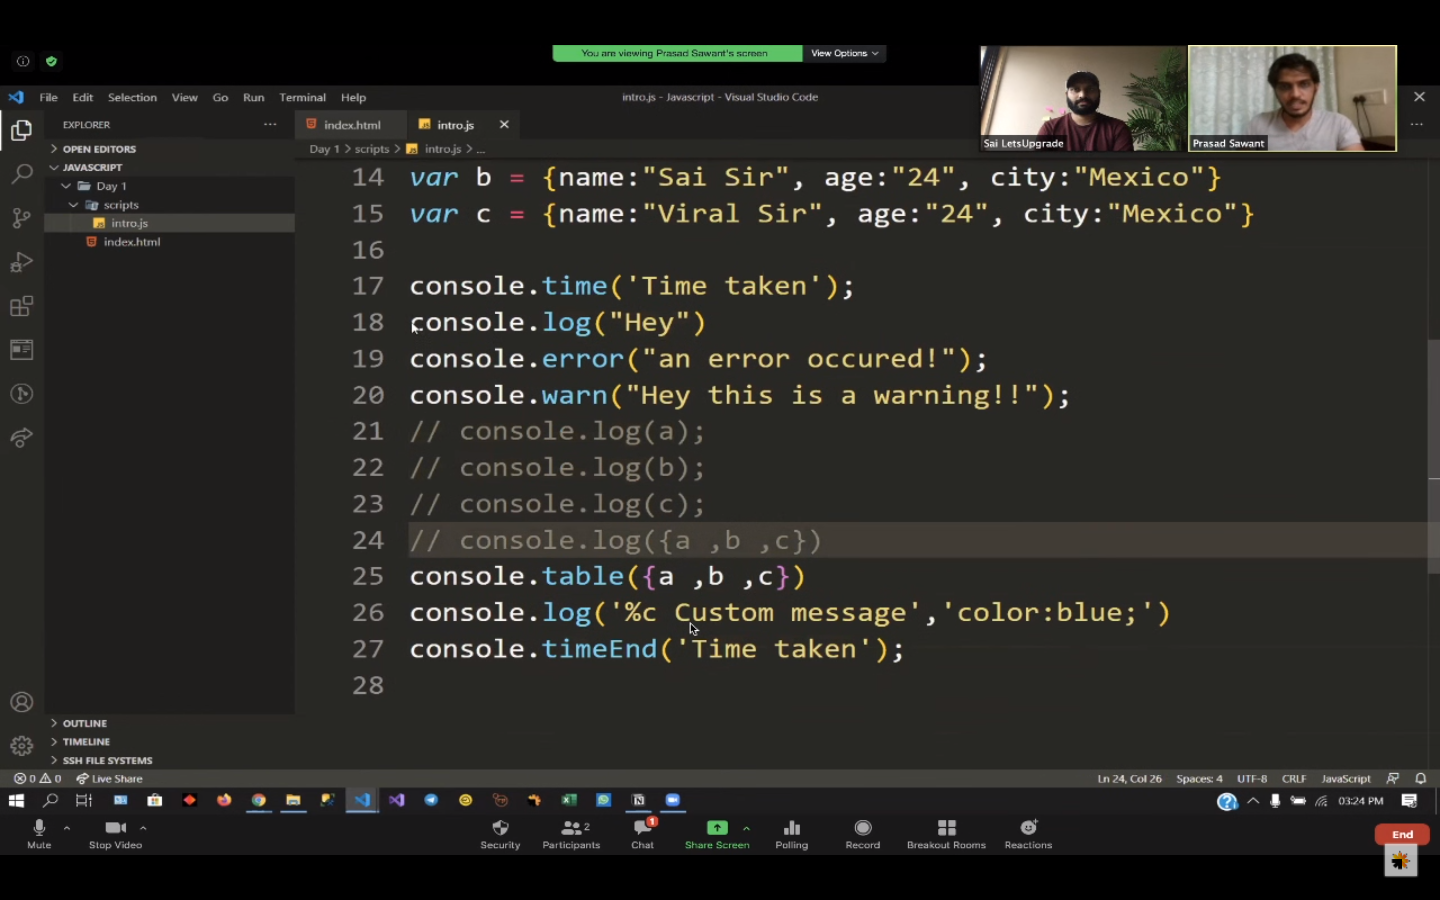 You are viewing Prasad Sawant's screen
View Options
File Edit Selection View Go Run Terminal Help
intro.js - Javascript - Visual Studio Code
Sai LetsUpgrade
Prasad Sawant
EXPLORER
OPEN EDITORS
JAVASCRIPT
Day 1
scripts
intro.js
index.html
OUTLINE
TIMELINE
SSH FILE SYSTEMS
index.html
intro.js
Day 1 > scripts > intro.js > ...
14 var b = {name:"Sai Sir", age:"24", city:"Mexico"}
15 var c = {name:"Viral Sir", age:"24", city:"Mexico"}
16
17 console.time('Time taken');
18 console.log("Hey")
19 console.error("an error occured!");
20 console.warn("Hey this is a warning!!");
21 // console.log(a);
22 // console.log(b);
23 // console.log(c);
24 // console.log({a ,b ,c})
25 console.table({a ,b ,c})
26 console.log('%c Custom message','color:blue;')
27 console.timeEnd('Time taken');
28
0 0 Live Share
Ln 24, Col 26 Spaces: 4 UTF-8 CRLF JavaScript
03:24 PM
Mute
Stop Video
Security
Participants 2
Chat 1
Share Screen
Polling
Record
Breakout Rooms
Reactions
End